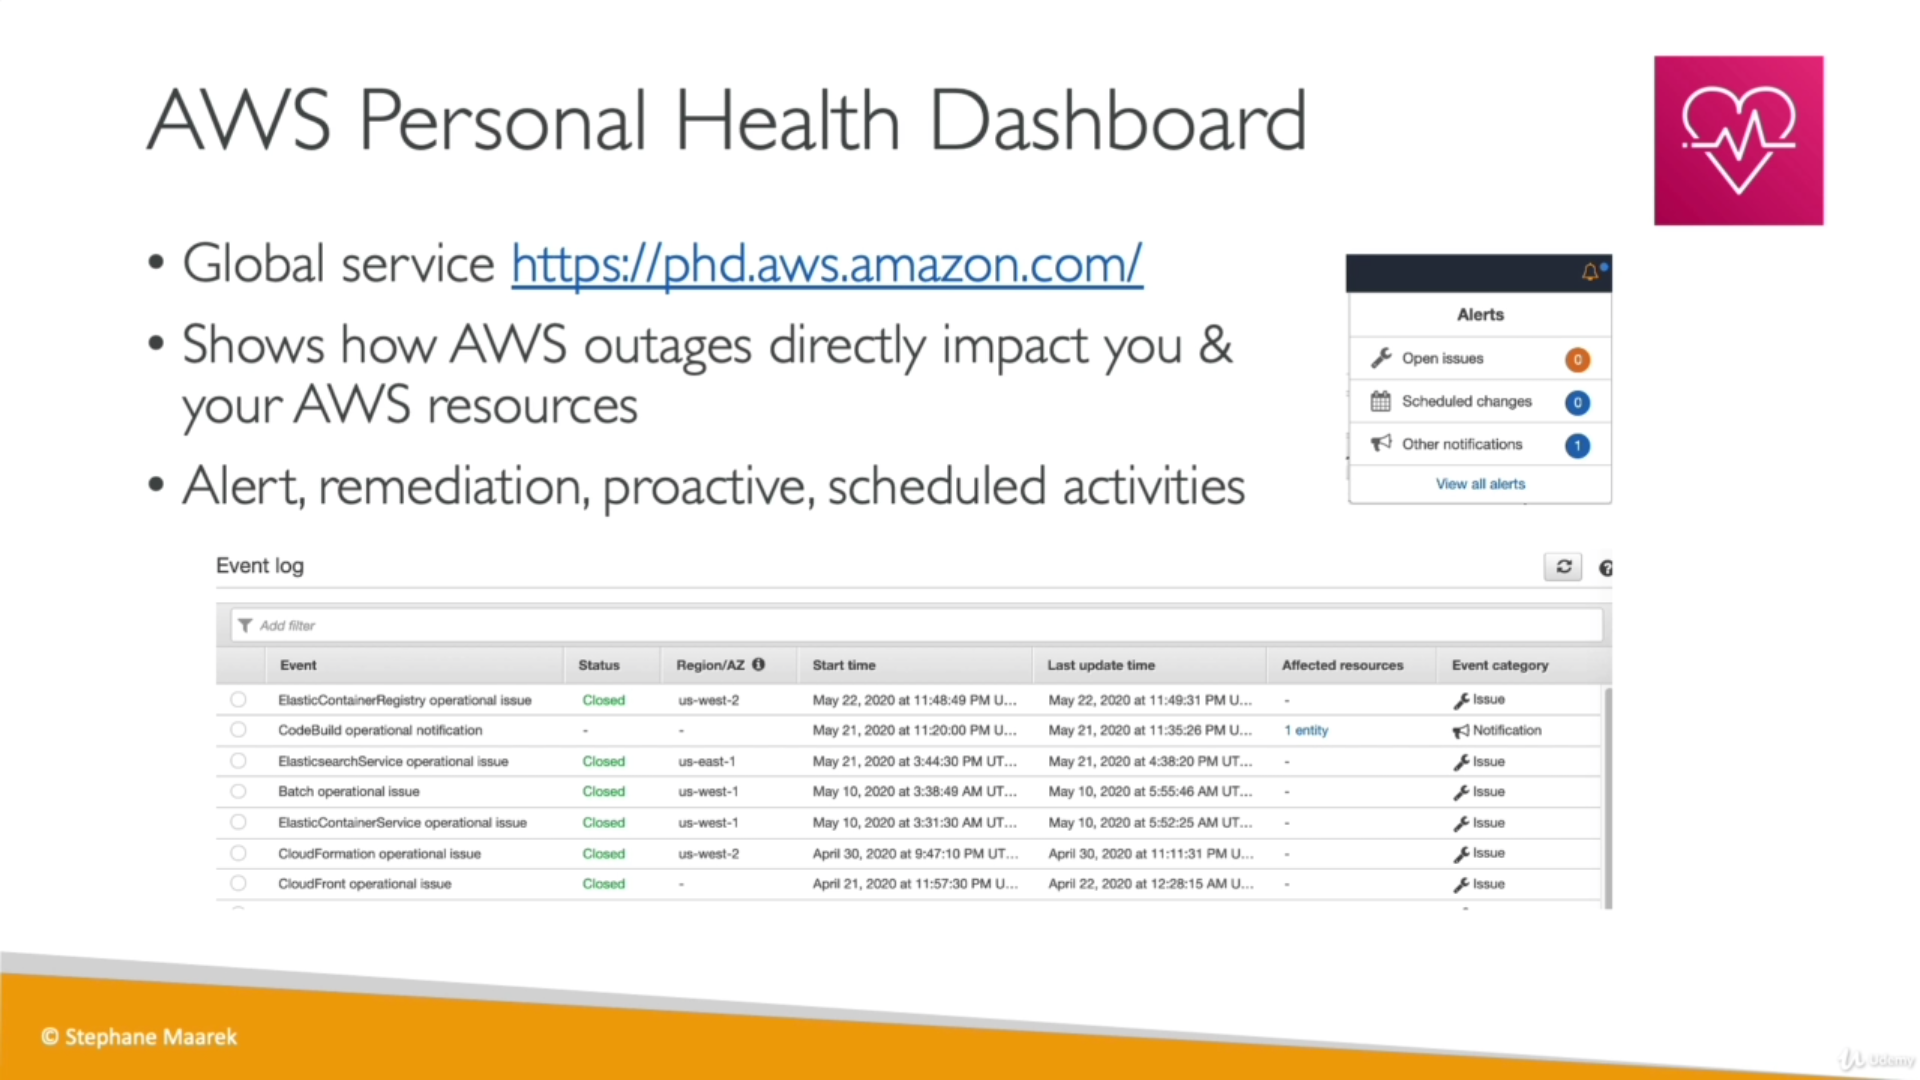 AWS Personal Health Dashboard
• Global service https://phd.aws.amazon.com/
• Shows how AWS outages directly impact you &
your AWS resources
• Alert, remediation, proactive, scheduled activities
Alerts
Open issues 0
Scheduled changes 0
Other notifications 1
View all alerts
Event log
Add filter
Event Status Region/AZ Start time Last update time Affected resources Event category
ElasticContainerRegistry operational issue Closed us-west-2 May 22, 2020 at 11:48:49 PM U... May 22, 2020 at 11:49:31 PM U... - Issue
CodeBuild operational notification - - May 21, 2020 at 11:20:00 PM U... May 21, 2020 at 11:35:26 PM U... 1 entity Notification
ElasticsearchService operational issue Closed us-east-1 May 21, 2020 at 3:44:30 PM UT... May 21, 2020 at 4:38:20 PM UT... - Issue
Batch operational issue Closed us-west-1 May 10, 2020 at 3:38:49 AM UT... May 10, 2020 at 5:55:46 AM UT... - Issue
ElasticContainerService operational issue Closed us-west-1 May 10, 2020 at 3:31:30 AM UT... May 10, 2020 at 5:52:25 AM UT... - Issue
CloudFormation operational issue Closed us-west-2 April 30, 2020 at 9:47:10 PM UT... April 30, 2020 at 11:11:31 PM U... - Issue
CloudFront operational issue Closed - April 21, 2020 at 11:57:30 PM U... April 22, 2020 at 12:28:15 AM U... - Issue
© Stephane Maarek
Udemy